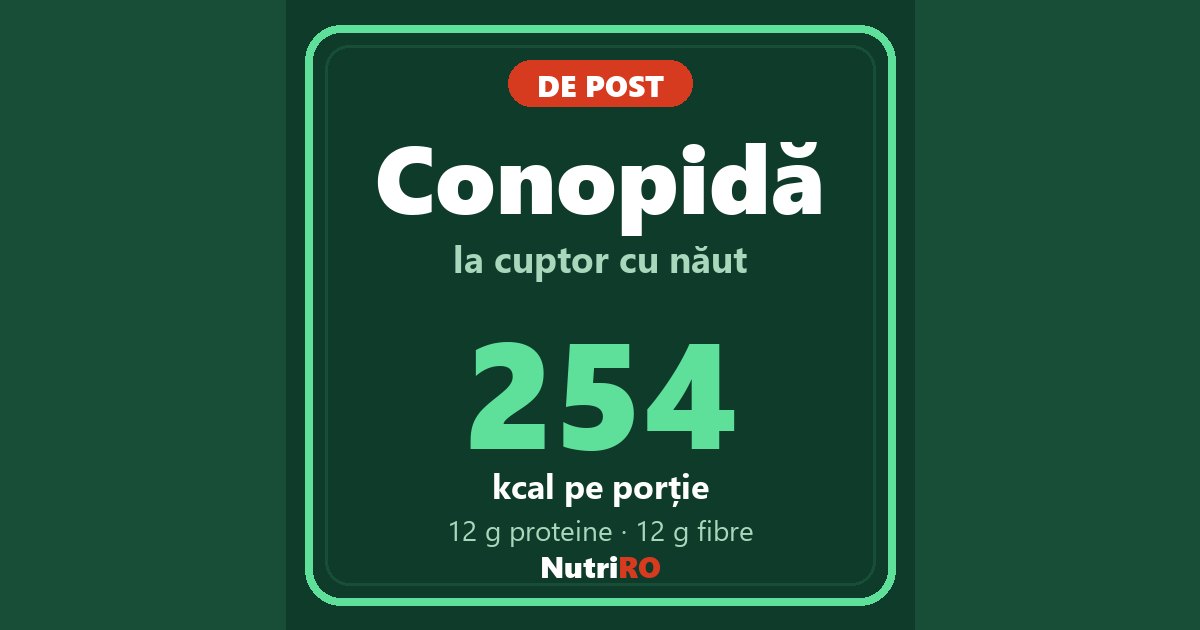 DE POST
Conopidă
la cuptor cu năut
254
kcal pe porție
12 g proteine · 12 g fibre
NutriRO